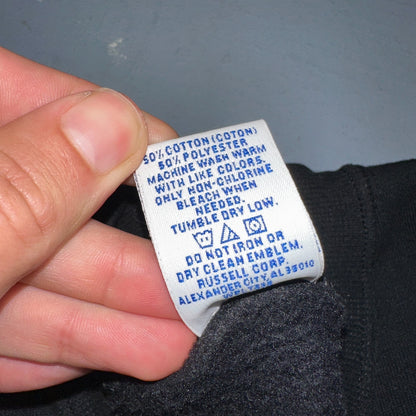 50% COTTON (COTON)
50% POLYESTER
MACHINE WASH WARM
WITH LIKE COLORS.
ONLY NON-CHLORINE
BLEACH WHEN
NEEDED.
TUMBLE DRY LOW.
DO NOT IRON OR
DRY CLEAN EMBLEM.
RUSSELL CORP.
ALEXANDER CITY, AL 35010